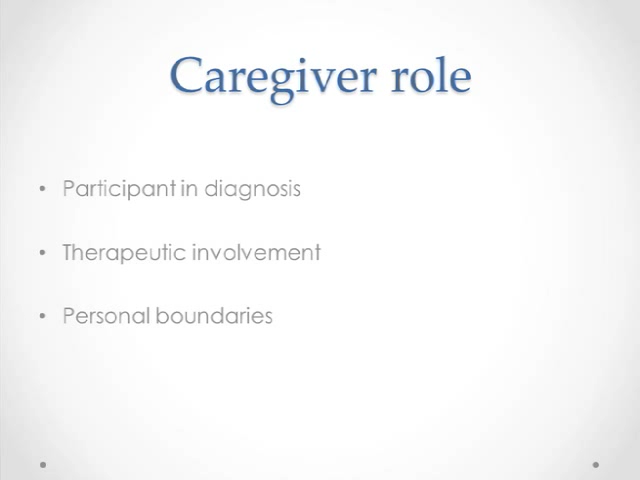 Caregiver role
• Participant in diagnosis
• Therapeutic involvement
• Personal boundaries